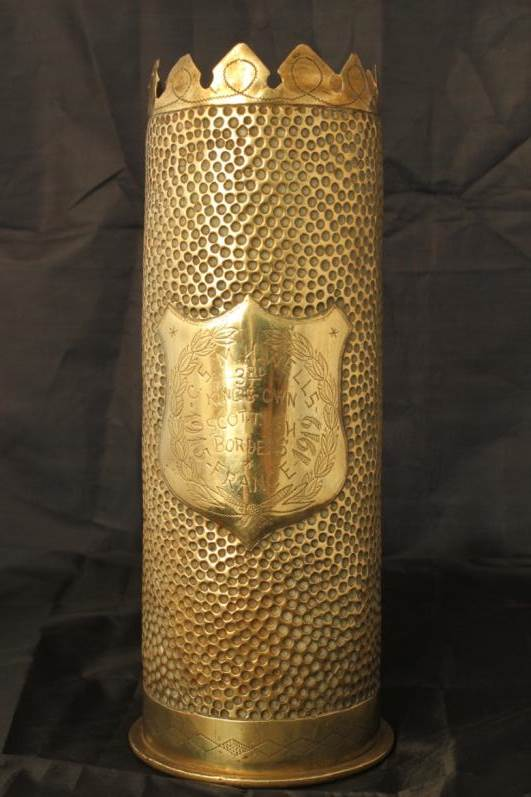 3RD
KING'S OWN
SCOTTISH
BORDERS
1915-FRANCE-1919